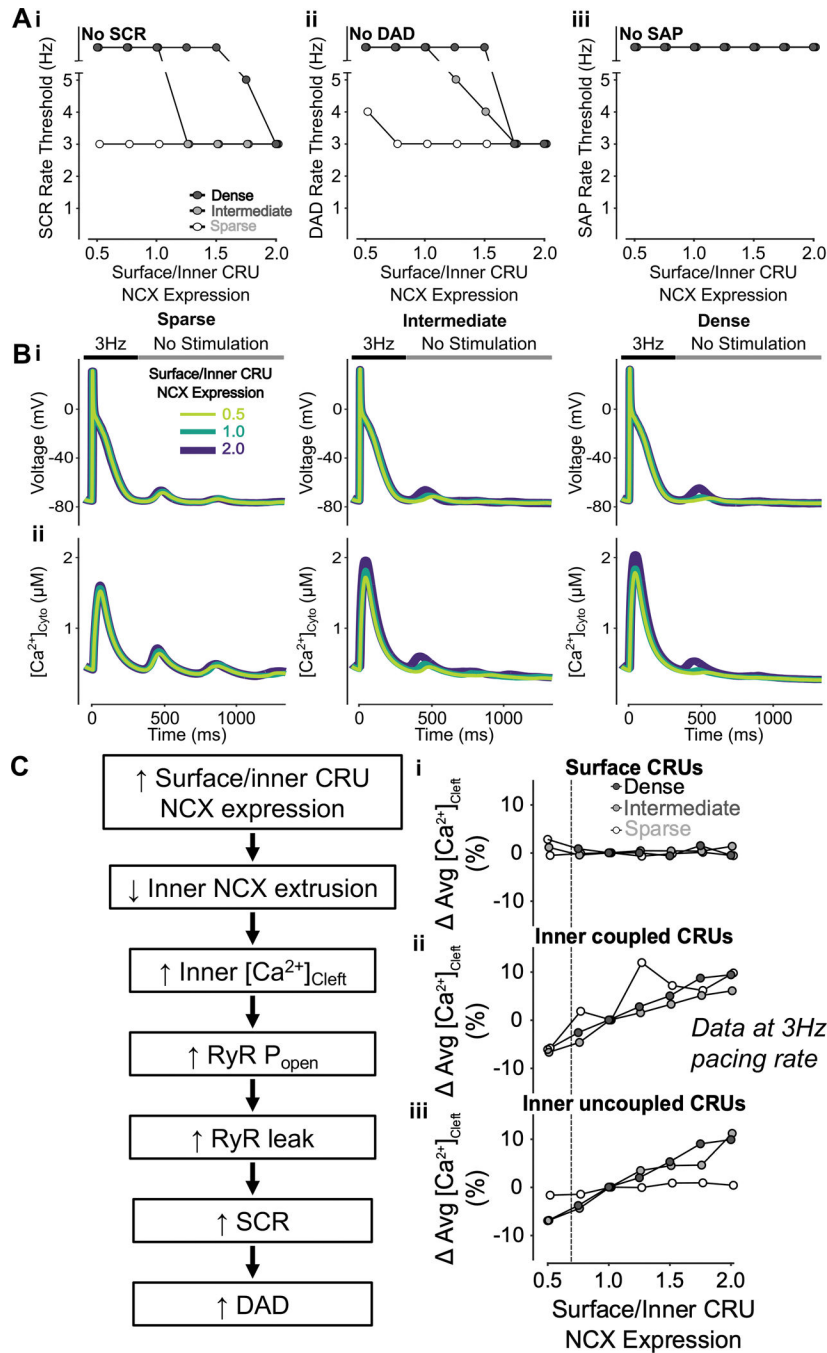 A
i
No SCR
SCR Rate Threshold (Hz)
5
4
3
2
1
Dense
Intermediate
Sparse
0.5
1.0
1.5
2.0
Surface/Inner CRU
NCX Expression
ii
No DAD
DAD Rate Threshold (Hz)
5
4
3
2
1
0.5
1.0
1.5
2.0
Surface/Inner CRU
NCX Expression
iii
No SAP
SAP Rate Threshold (Hz)
5
4
3
2
1
0.5
1.0
1.5
2.0
Surface/Inner CRU
NCX Expression
B
i
Sparse
3Hz
No Stimulation
Surface/Inner CRU
NCX Expression
0.5
1.0
2.0
Voltage (mV)
0
-40
-80
Intermediate
3Hz
No Stimulation
Voltage (mV)
0
-40
-80
Dense
3Hz
No Stimulation
Voltage (mV)
0
-40
-80
ii
[Ca²⁺]Cyto (µM)
2
1
0
500
1000
Time (ms)
[Ca²⁺]Cyto (µM)
2
1
0
500
1000
Time (ms)
[Ca²⁺]Cyto (µM)
2
1
0
500
1000
Time (ms)
C
↑ Surface/inner CRU
NCX expression
↓ Inner NCX extrusion
↑ Inner [Ca²⁺]Cleft
↑ RyR Popen
↑ RyR leak
↑ SCR
↑ DAD
i
Surface CRUs
Dense
Intermediate
Sparse
Δ Avg [Ca²⁺]Cleft
(%)
10
0
-10
ii
Inner coupled CRUs
Δ Avg [Ca²⁺]Cleft
(%)
10
0
-10
Data at 3Hz
pacing rate
iii
Inner uncoupled CRUs
Δ Avg [Ca²⁺]Cleft
(%)
10
0
-10
0.5
1.0
1.5
2.0
Surface/Inner CRU
NCX Expression